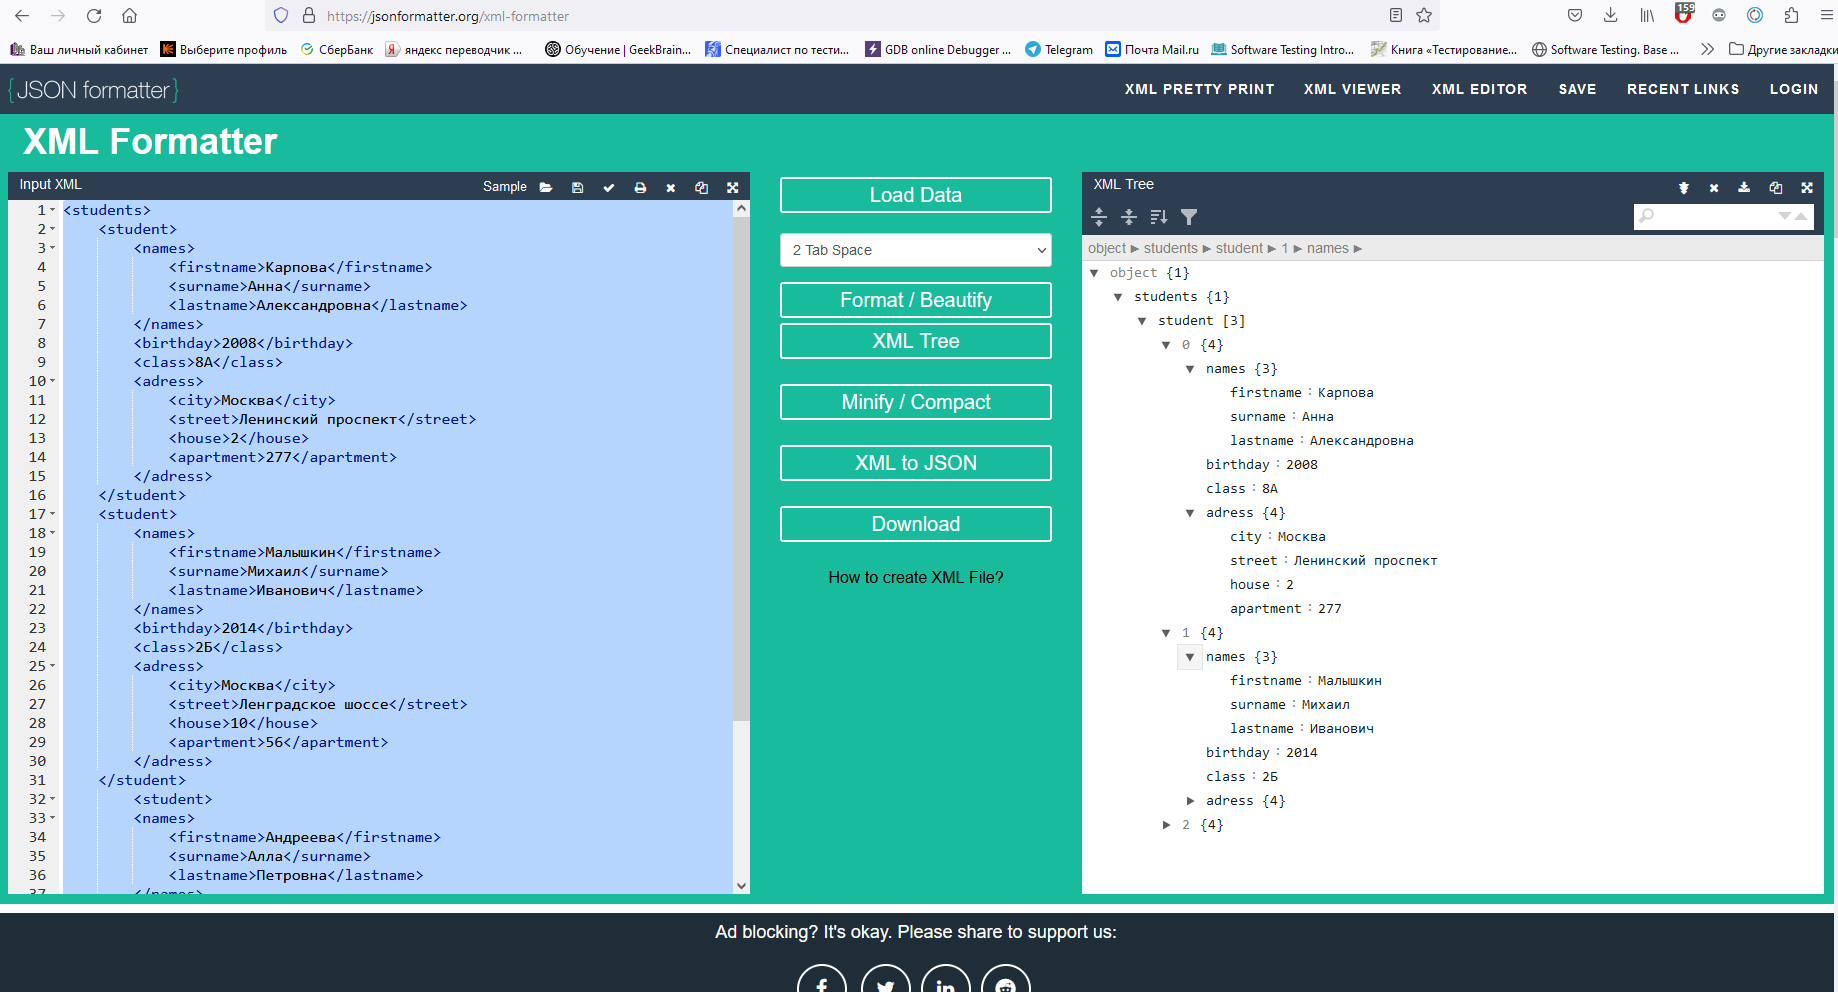 https://jsonformatter.org/xml-formatter
159
Ваш личный кабинет
Выберите профиль
СберБанк
яндекс переводчик ...
Обучение | GeekBrain...
Специалист по тести...
GDB online Debugger ...
Telegram
Почта Mail.ru
Software Testing Intro...
Книга «Тестирование...
Software Testing. Base ...
Другие закладки
{JSON formatter}
XML PRETTY PRINT
XML VIEWER
XML EDITOR
SAVE
RECENT LINKS
LOGIN
XML Formatter
Input XML
Sample
1 <students>
2 <student>
3 <names>
4 <firstname>Карпова</firstname>
5 <surname>Анна</surname>
6 <lastname>Александровна</lastname>
7 </names>
8 <birthday>2008</birthday>
9 <class>8А</class>
10 <adress>
11 <city>Москва</city>
12 <street>Ленинский проспект</street>
13 <house>2</house>
14 <apartment>277</apartment>
15 </adress>
16 </student>
17 <student>
18 <names>
19 <firstname>Малышкин</firstname>
20 <surname>Михаил</surname>
21 <lastname>Иванович</lastname>
22 </names>
23 <birthday>2014</birthday>
24 <class>2Б</class>
25 <adress>
26 <city>Москва</city>
27 <street>Ленградское шоссе</street>
28 <house>10</house>
29 <apartment>56</apartment>
30 </adress>
31 </student>
32 <student>
33 <names>
34 <firstname>Андреева</firstname>
35 <surname>Алла</surname>
36 <lastname>Петровна</lastname>
37 </names>
Load Data
2 Tab Space
Format / Beautify
XML Tree
Minify / Compact
XML to JSON
Download
How to create XML File?
XML Tree
object ► students ► student ► 1 ► names ►
object {1}
students {1}
student [3]
0 {4}
names {3}
firstname : Карпова
surname : Анна
lastname : Александровна
birthday : 2008
class : 8А
adress {4}
city : Москва
street : Ленинский проспект
house : 2
apartment : 277
1 {4}
names {3}
firstname : Малышкин
surname : Михаил
lastname : Иванович
birthday : 2014
class : 2Б
adress {4}
2 {4}
Ad blocking? It's okay. Please share to support us: